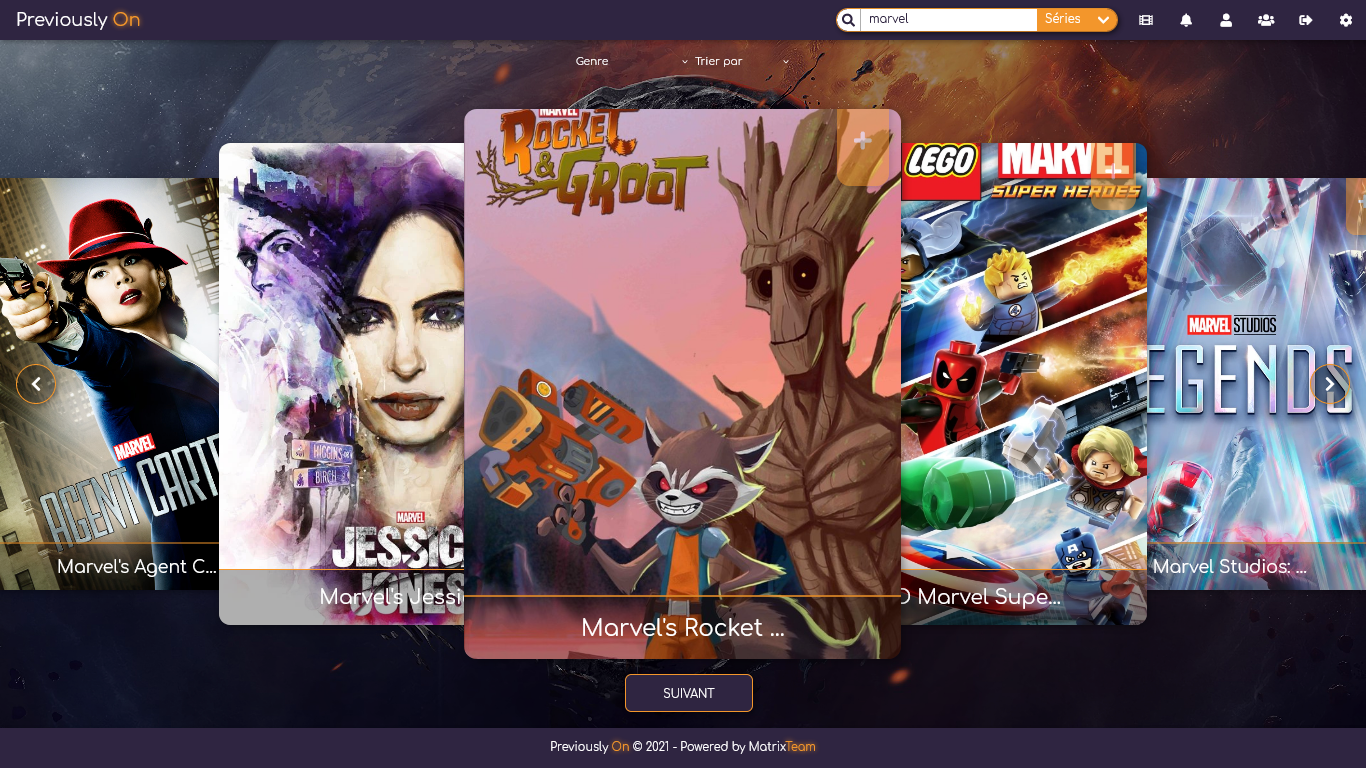 Previously On
marvel
Séries
Genre
Trier par
MARVEL
ROCKET
& GROOT
LEGO
MARVEL
SUPER HEROES
MARVEL STUDIOS
EGENDS
HIGGINS
BIRCH
MARVEL
AGENT CART
MARVEL
JESSIC
JONES
Marvel's Agent C...
Marvel's Jessi
Marvel's Rocket ...
O Marvel Supe...
Marvel Studios: ...
SUIVANT
Previously On © 2021 - Powered by MatrixTeam